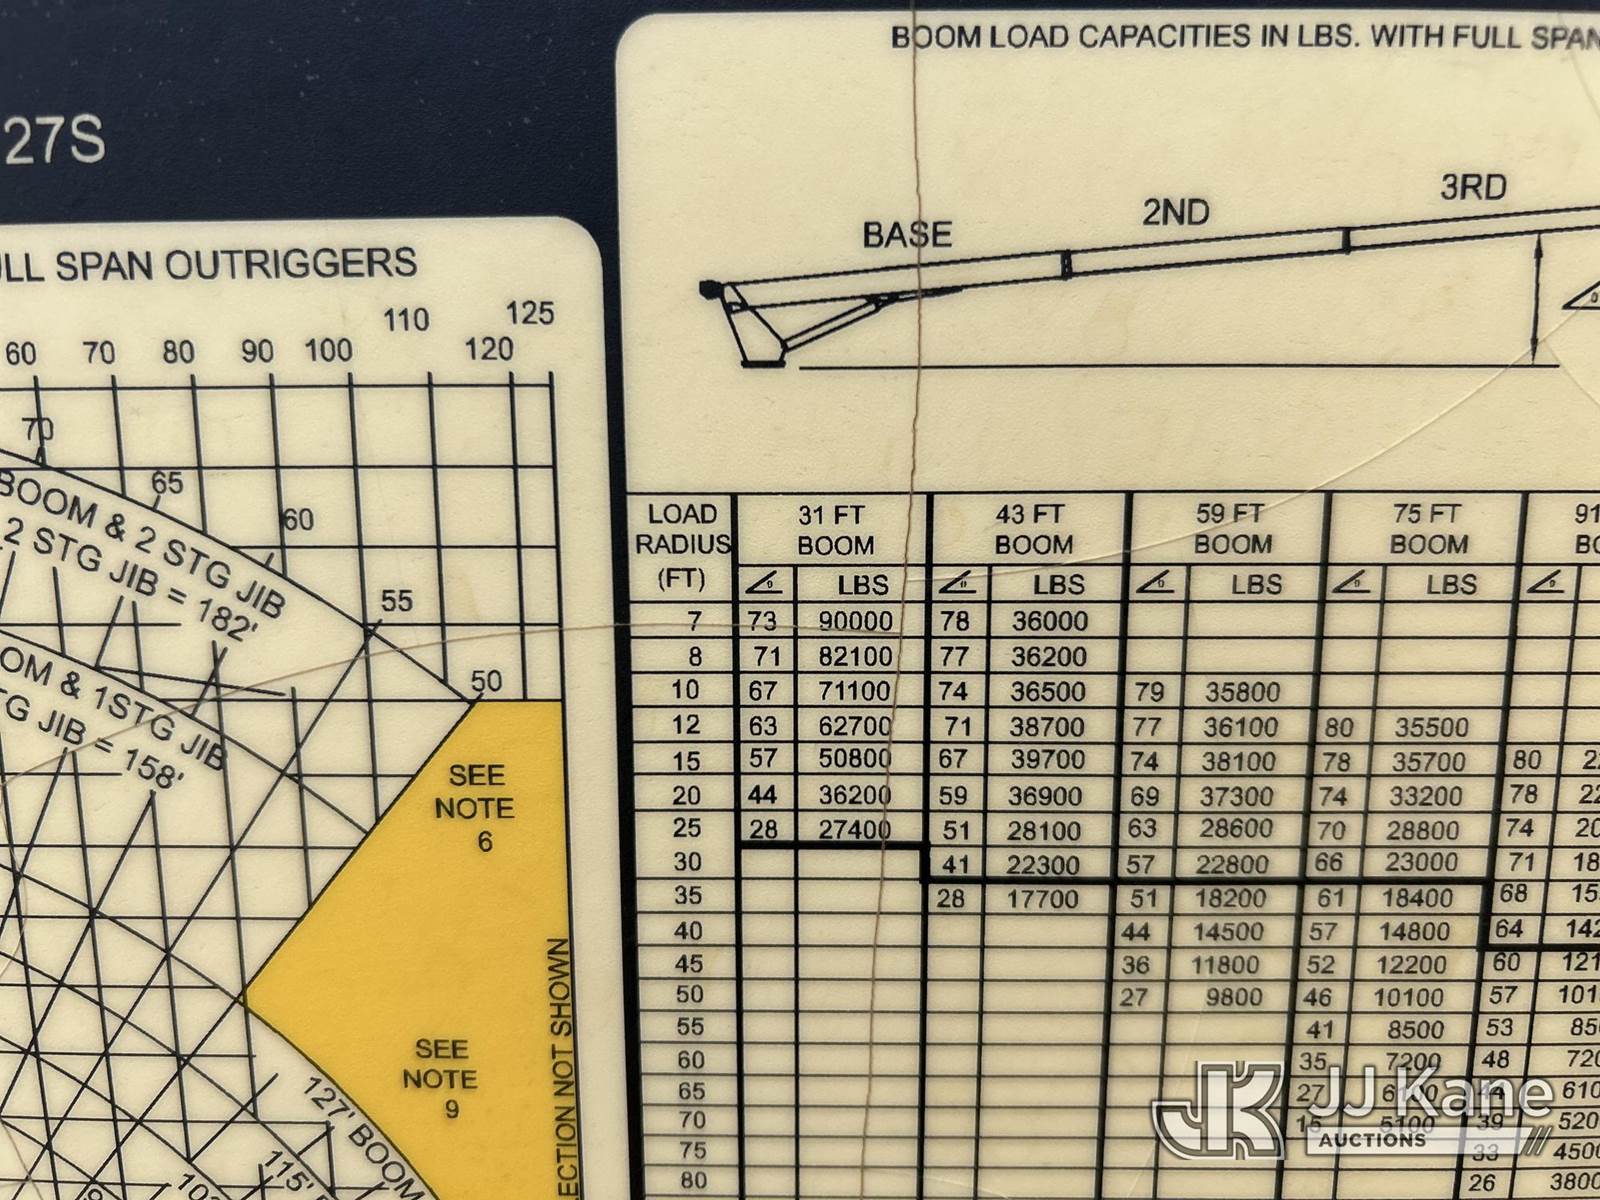 27S
LL SPAN OUTRIGGERS
110 125
60 70 80 90 100 120
70
65
60
55
50
BOOM & 2 STG JIB
2 STG JIB = 182'
OM & 1STG JIB
TG JIB = 158'
SEE
NOTE
6
SEE
NOTE
9
127' BOOM
115'
ECTION NOT SHOWN
BOOM LOAD CAPACITIES IN LBS. WITH FULL SPAN
BASE 2ND 3RD
LOAD 31 FT 43 FT 59 FT 75 FT 91
RADIUS BOOM BOOM BOOM BOOM
(FT) LBS LBS LBS LBS
7 73 90000 78 36000
8 71 82100 77 36200
10 67 71100 74 36500 79 35800
12 63 62700 71 38700 77 36100 80 35500
15 57 50800 67 39700 74 38100 78 35700 80
20 44 36200 59 36900 69 37300 74 33200 78
25 28 27400 51 28100 63 28600 70 28800 74
30 41 22300 57 22800 66 23000 71
35 28 17700 51 18200 61 18400 68
40 44 14500 57 14800 64
45 36 11800 52 12200 60
50 27 9800 46 10100 57
55 41 8500 53
60 35 7200 48
65 27
70 15 5100 39
75 33 4500
80 26 3800
JJ Kane
AUCTIONS